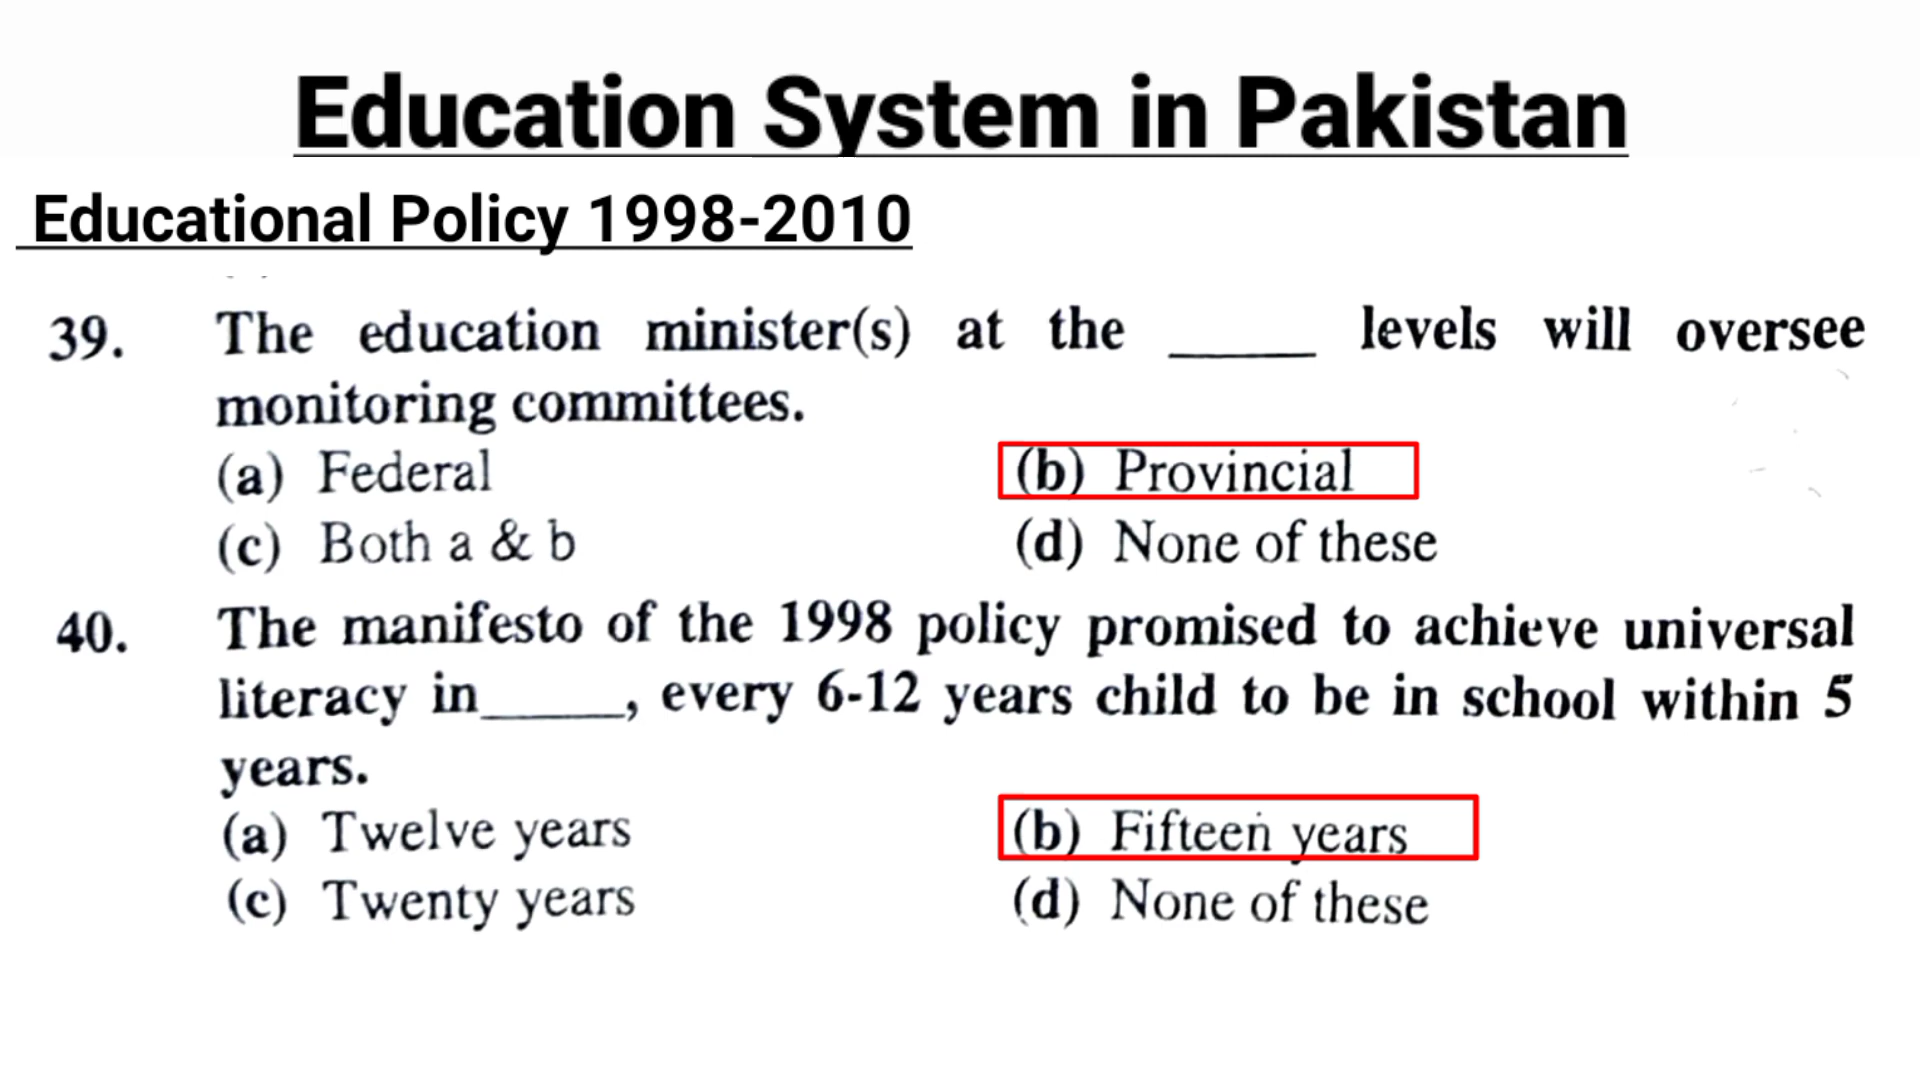 Education System in Pakistan
Educational Policy 1998-2010
39. The education minister(s) at the _____ levels will oversee
monitoring committees.
(a) Federal (b) Provincial
(c) Both a & b (d) None of these
40. The manifesto of the 1998 policy promised to achieve universal
literacy in_____, every 6-12 years child to be in school within 5
years.
(a) Twelve years (b) Fifteen years
(c) Twenty years (d) None of these